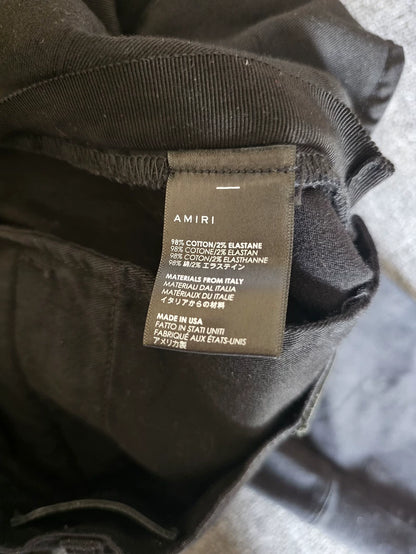 AMIRI
98% COTTON/2% ELASTANE
98% COTONE/2% ELASTAN
98% COTTON/2% ELASTHANNE
98% 綿/2% エラステイン
MATERIALS FROM ITALY
MATERIALI DAL ITALIA
MATÉRIAUX DU ITALIE
イタリアからの材料
MADE IN USA
FATTO IN STATI UNITI
FABRIQUÉ AUX ÉTATS-UNIS
アメリカ製